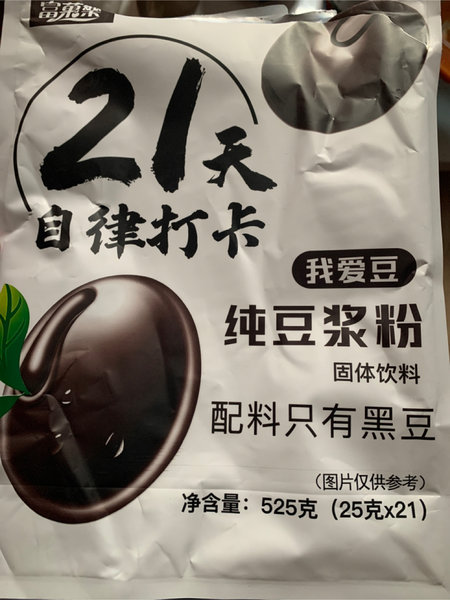 21天
自律打卡
我爱豆
纯豆浆粉
固体饮料
配料只有黑豆
(图片仅供参考)
净含量：525克（25克x21）